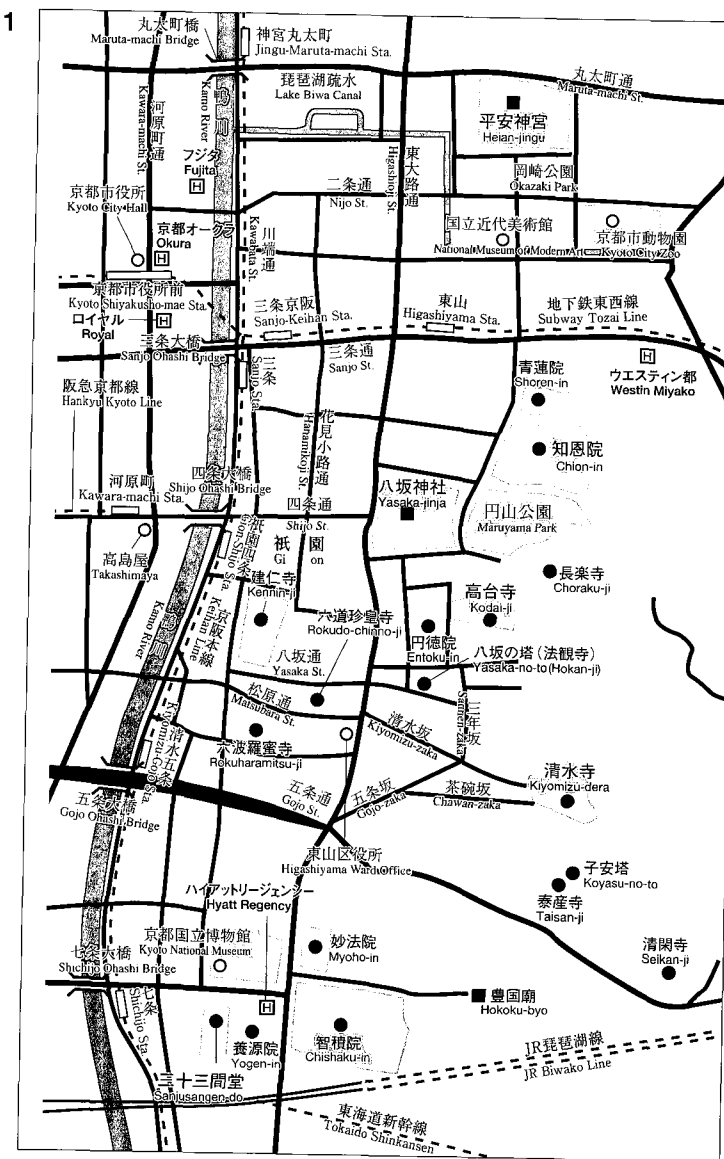 1
丸太町橋
Maruta-machi Bridge
神宮丸太町
Jingu-Maruta-machi Sta.
丸太町通
Maruta-machi St.
河原町通
Kawara-machi St.
鴨川
Kamo River
琵琶湖疏水
Lake Biwa Canal
平安神宮
Heian-jingu
東大路通
Higashioji St.
岡崎公園
Okazaki Park
フジタ
Fujita
H
二条通
Nijo St.
京都市役所
Kyoto City Hall
京都オークラ
Okura
H
川端通
Kawabata St.
国立近代美術館
National Museum of Modern Art
京都市動物園
Kyoto City Zoo
京都市役所前
Kyoto Shiyakusho-mae Sta.
ロイヤル
Royal
H
三条京阪
Sanjo-Keihan Sta.
東山
Higashiyama Sta.
地下鉄東西線
Subway Tozai Line
三条大橋
Sanjo Ohashi Bridge
三条
Sanjo Sta.
三条通
Sanjo St.
H
ウエスティン都
Westin Miyako
阪急京都線
Hankyu Kyoto Line
青蓮院
Shoren-in
花見小路通
Hanamikoji St.
知恩院
Chion-in
河原町
Kawara-machi Sta.
四条大橋
Shijo Ohashi Bridge
四条通
Shijo St.
八坂神社
Yasaka-jinja
円山公園
Maruyama Park
高島屋
Takashimaya
祇園四条
Gion-Shijo Sta.
祇園
Gion
建仁寺
Kennin-ji
長楽寺
Choraku-ji
高台寺
Kodai-ji
鴨川
Kamo River
京阪本線
Keihan Line
六道珍皇寺
Rokudo-chinno-ji
円徳院
Entoku-in
八坂通
Yasaka St.
八坂の塔(法観寺)
Yasaka-no-to(Hokan-ji)
松原通
Matsubara St.
三年坂
Sannen-zaka
清水五条
Kiyomizu-Gojo Sta.
六波羅蜜寺
Rokuharamitsu-ji
清水坂
Kiyomizu-zaka
清水寺
Kiyomizu-dera
五条大橋
Gojo Ohashi Bridge
五条通
Gojo St.
五条坂
Gojo-zaka
茶碗坂
Chawan-zaka
東山区役所
Higashiyama Ward Office
子安塔
Koyasu-no-to
泰産寺
Taisan-ji
ハイアットリージェンシー
Hyatt Regency
H
京都国立博物館
Kyoto National Museum
妙法院
Myoho-in
清閑寺
Seikan-ji
七条大橋
Shichijo Ohashi Bridge
七条
Shichijo Sta.
豊国廟
Hokoku-byo
養源院
Yogen-in
智積院
Chishaku-in
三十三間堂
Sanjusangen-do
JR琵琶湖線
JR Biwako Line
東海道新幹線
Tokaido Shinkansen